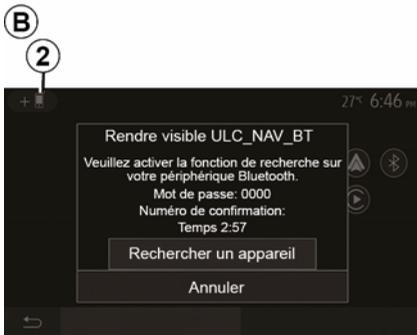 B
2
+
27< 6:46 PM
Rendre visible ULC_NAV_BT
Veuillez activer la fonction de recherche sur
votre périphérique Bluetooth.
Mot de passe: 0000
Numéro de confirmation:
Temps 2:57
Rechercher un appareil
Annuler